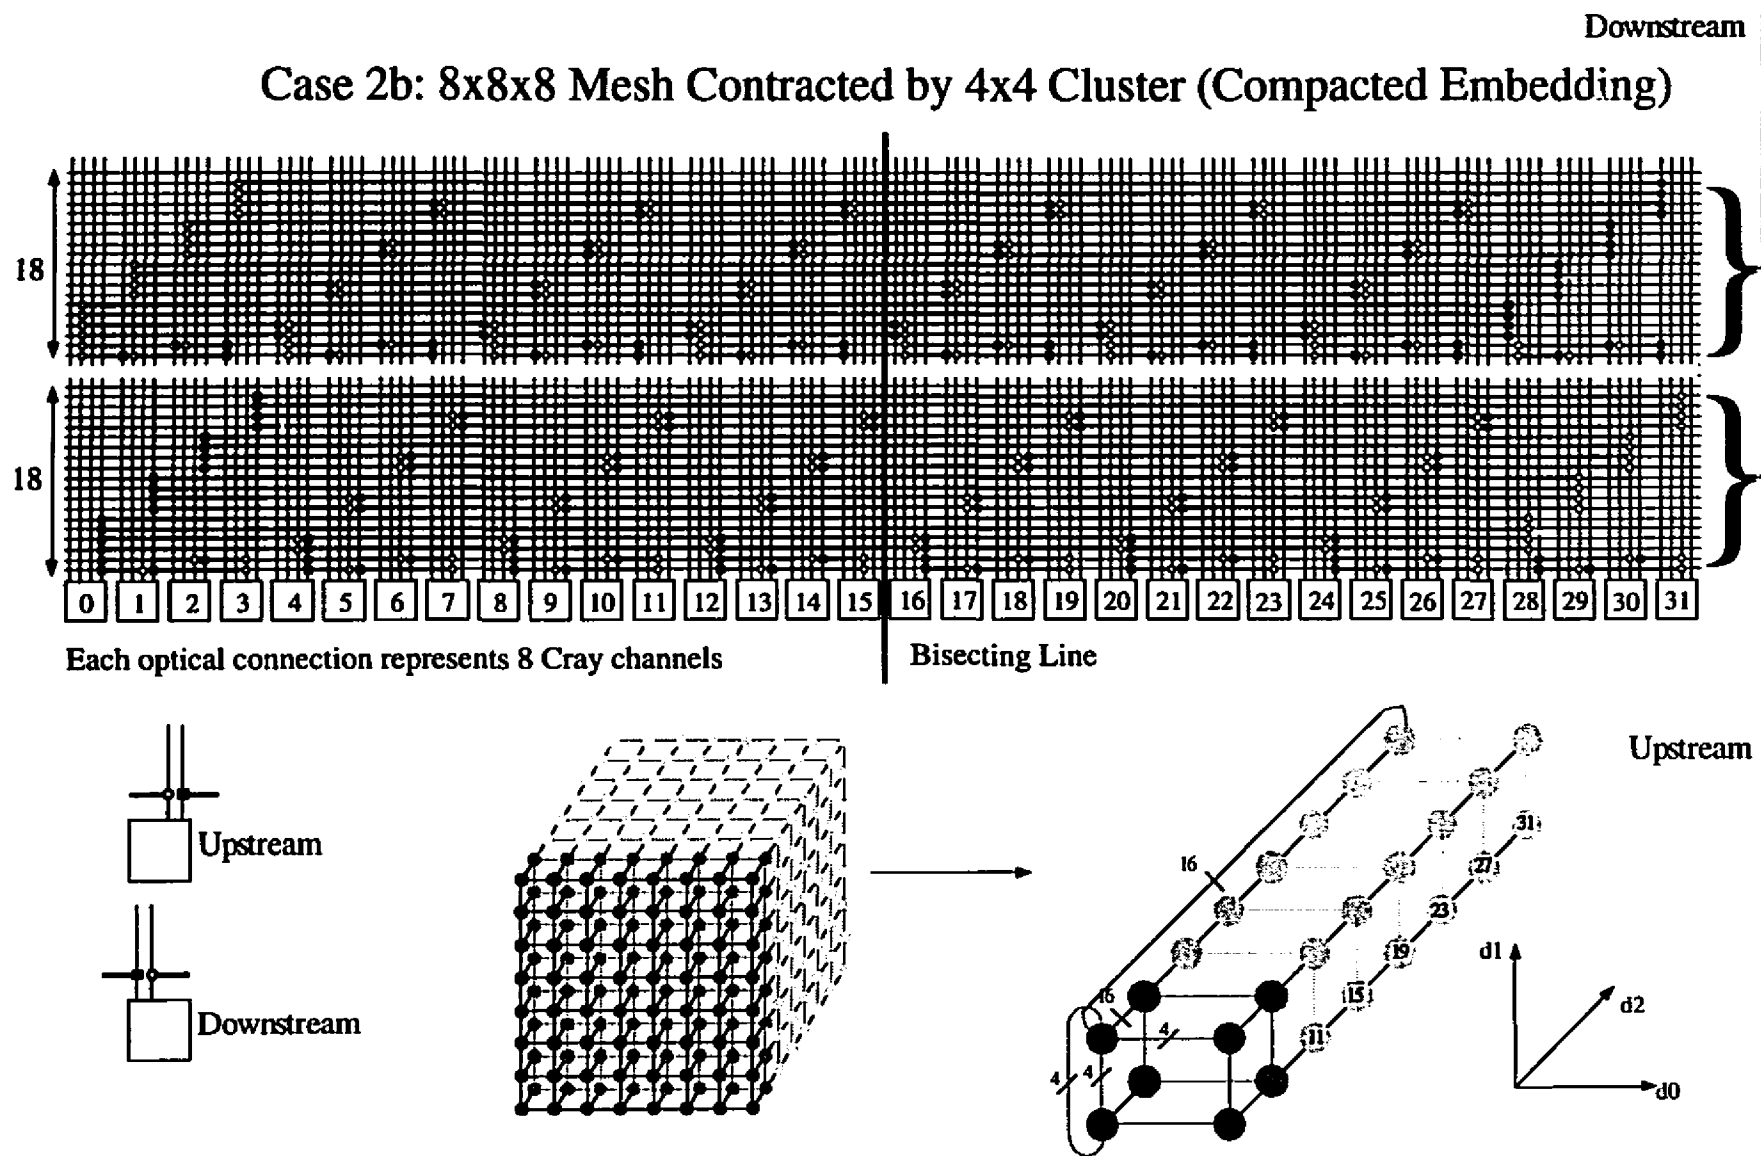 Downstream
Case 2b: 8x8x8 Mesh Contracted by 4x4 Cluster (Compacted Embedding)
18
18
0 1 2 3 4 5 6 7 8 9 10 11 12 13 14 15 16 17 18 19 20 21 22 23 24 25 26 27 28 29 30 31
Each optical connection represents 8 Cray channels
Bisecting Line
Upstream
Upstream
Downstream
16
16
4
4
4
31
27
23
19
15
11
d1
d2
d0